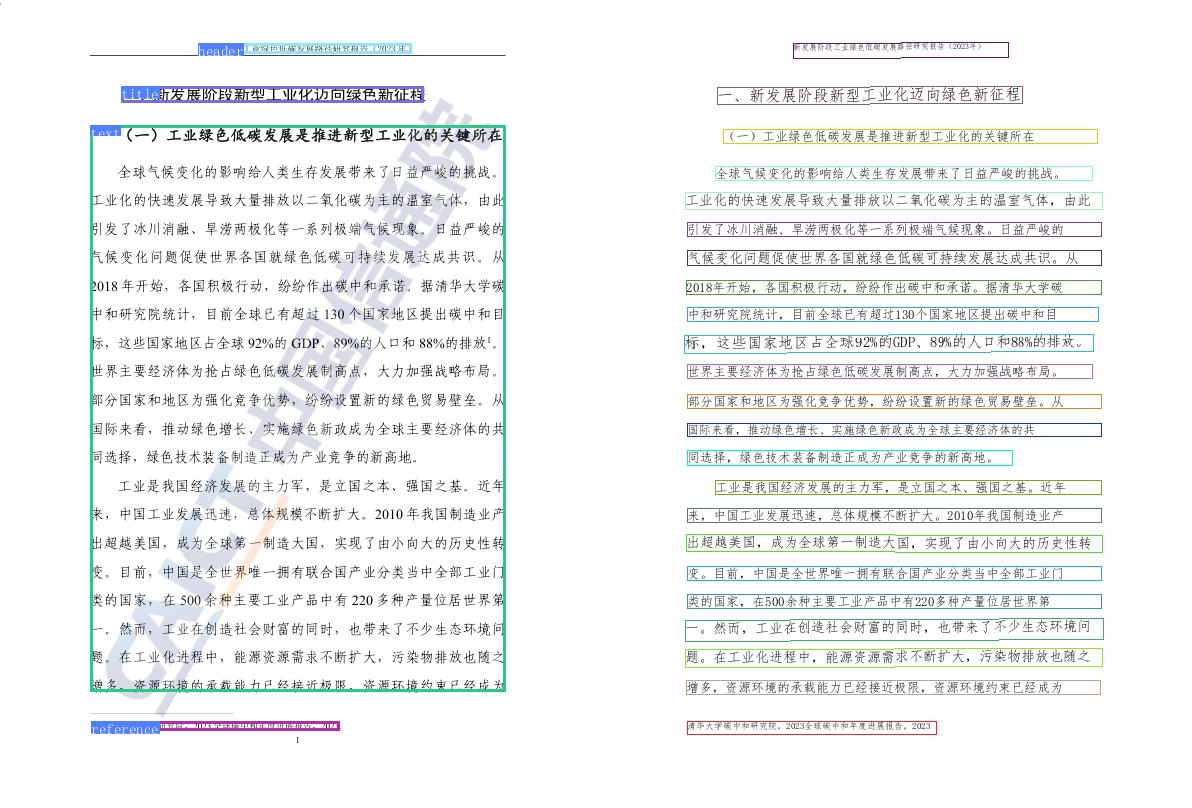 header 工业绿色低碳发展路径研究报告（2023年）
title 新发展阶段新型工业化迈向绿色新征程
text （一）工业绿色低碳发展是推进新型工业化的关键所在
全球气候变化的影响给人类生存发展带来了日益严峻的挑战。
工业化的快速发展导致大量排放以二氧化碳为主的温室气体，由此
引发了冰川消融、旱涝两极化等一系列极端气候现象。日益严峻的
气候变化问题促使世界各国就绿色低碳可持续发展达成共识。从
2018年开始，各国积极行动，纷纷作出碳中和承诺。据清华大学碳
中和研究院统计，目前全球已有超过 130 个国家地区提出碳中和目
标，这些国家地区占全球 92%的 GDP、89%的人口和 88%的排放¹。
世界主要经济体为抢占绿色低碳发展制高点，大力加强战略布局。
部分国家和地区为强化竞争优势，纷纷设置新的绿色贸易壁垒。从
国际来看，推动绿色增长、实施绿色新政成为全球主要经济体的共
同选择，绿色技术装备制造正成为产业竞争的新高地。
工业是我国经济发展的主力军，是立国之本、强国之基。近年
来，中国工业发展迅速，总体规模不断扩大。2010 年我国制造业产
出超越美国，成为全球第一制造大国，实现了由小向大的历史性转
变。目前，中国是全世界唯一拥有联合国产业分类当中全部工业门
类的国家，在 500 余种主要工业产品中有 220 多种产量位居世界第
一。然而，工业在创造社会财富的同时，也带来了不少生态环境问
题。在工业化进程中，能源资源需求不断扩大，污染物排放也随之
增多，资源环境的承载能力已经接近极限，资源环境约束已经成为
reference
1
CAICT 中国信通院
新发展阶段工业绿色低碳发展路径研究报告（2023年）
一、新发展阶段新型工业化迈向绿色新征程
（一）工业绿色低碳发展是推进新型工业化的关键所在
全球气候变化的影响给人类生存发展带来了日益严峻的挑战。
工业化的快速发展导致大量排放以二氧化碳为主的温室气体，由此
引发了冰川消融、旱涝两极化等一系列极端气候现象。日益严峻的
气候变化问题促使世界各国就绿色低碳可持续发展达成共识。从
2018年开始，各国积极行动，纷纷作出碳中和承诺。据清华大学碳
中和研究院统计，目前全球已有超过130个国家地区提出碳中和目
标，这些国家地区占全球92%的GDP、89%的人口和88%的排放。
世界主要经济体为抢占绿色低碳发展制高点，大力加强战略布局。
部分国家和地区为强化竞争优势，纷纷设置新的绿色贸易壁垒。从
国际来看，推动绿色增长、实施绿色新政成为全球主要经济体的共
同选择，绿色技术装备制造正成为产业竞争的新高地。
工业是我国经济发展的主力军，是立国之本、强国之基。近年
来，中国工业发展迅速，总体规模不断扩大。2010年我国制造业产
出超越美国，成为全球第一制造大国，实现了由小向大的历史性转
变。目前，中国是全世界唯一拥有联合国产业分类当中全部工业门
类的国家，在500余种主要工业产品中有220多种产量位居世界第
一。然而，工业在创造社会财富的同时，也带来了不少生态环境问
题。在工业化进程中，能源资源需求不断扩大，污染物排放也随之
增多，资源环境的承载能力已经接近极限，资源环境约束已经成为
清华大学碳中和研究院。2023全球碳中和年度进展报告。2023